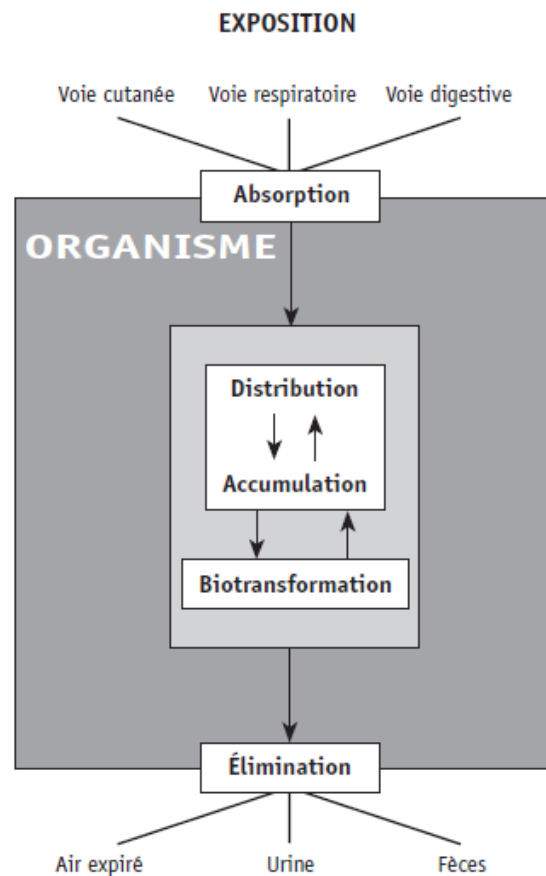 EXPOSITION
Voie cutanée Voie respiratoire Voie digestive
Absorption
ORGANISME
Distribution
Accumulation
Biotransformation
Élimination
Air expiré Urine Fèces